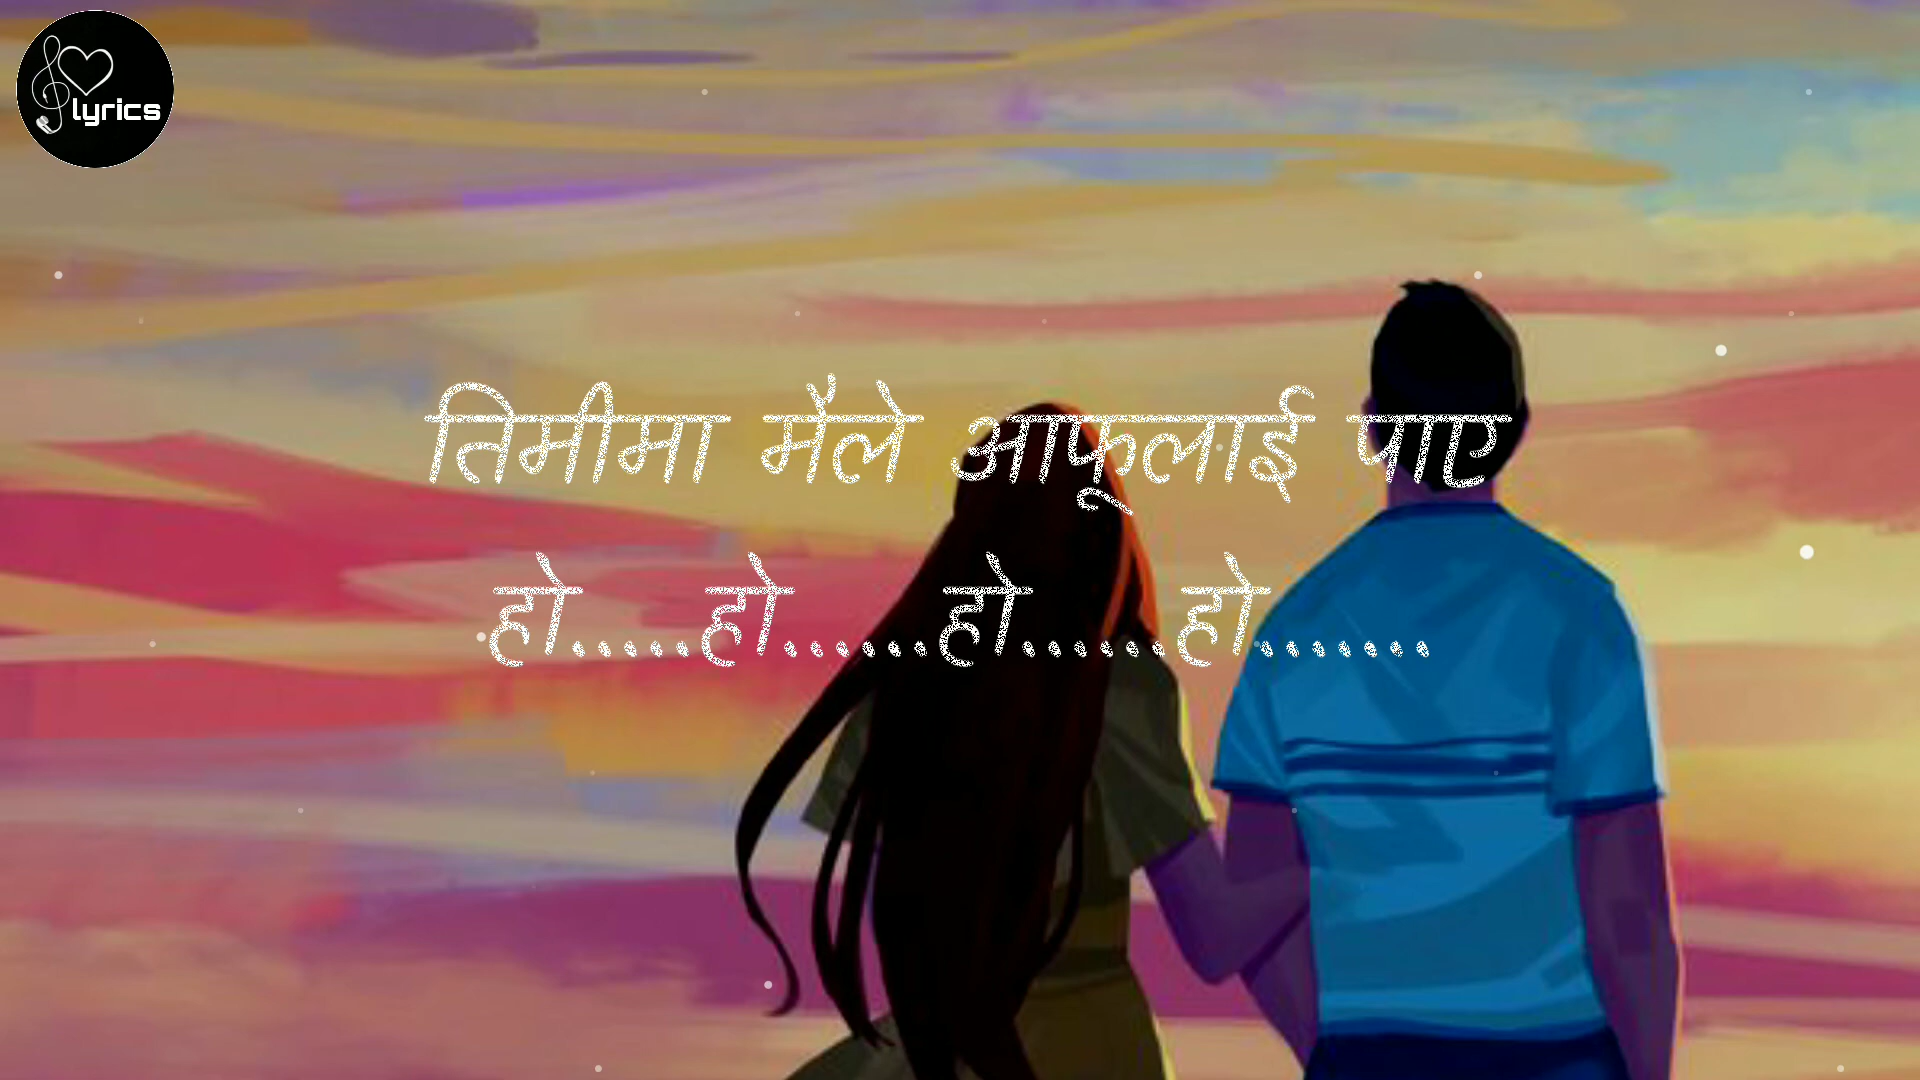 lyrics
तिमीमा मैँले आफूलाई पाए
हो.....हो......हो......हो.......